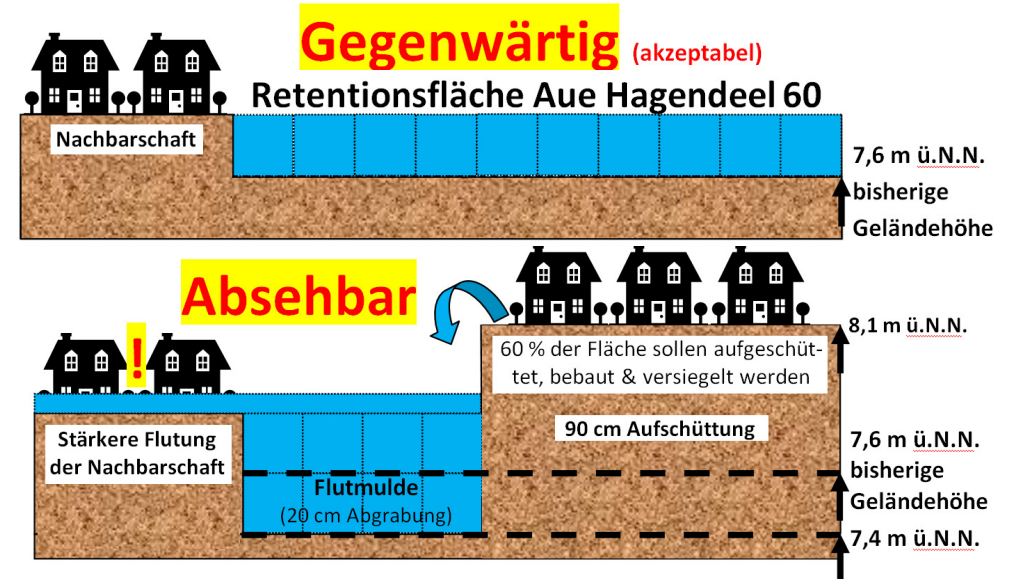 Gegenwärtig (akzeptabel)
Retentionsfläche Aue Hagendeel 60
Nachbarschaft
7,6 m ü.N.N.
bisherige
Geländehöhe
Absehbar
8,1 m ü.N.N.
!
60 % der Fläche sollen aufgeschüt-
tet, bebaut & versiegelt werden
90 cm Aufschüttung
Stärkere Flutung
der Nachbarschaft
7,6 m ü.N.N.
bisherige
Geländehöhe
Flutmulde
(20 cm Abgrabung)
7,4 m ü.N.N.